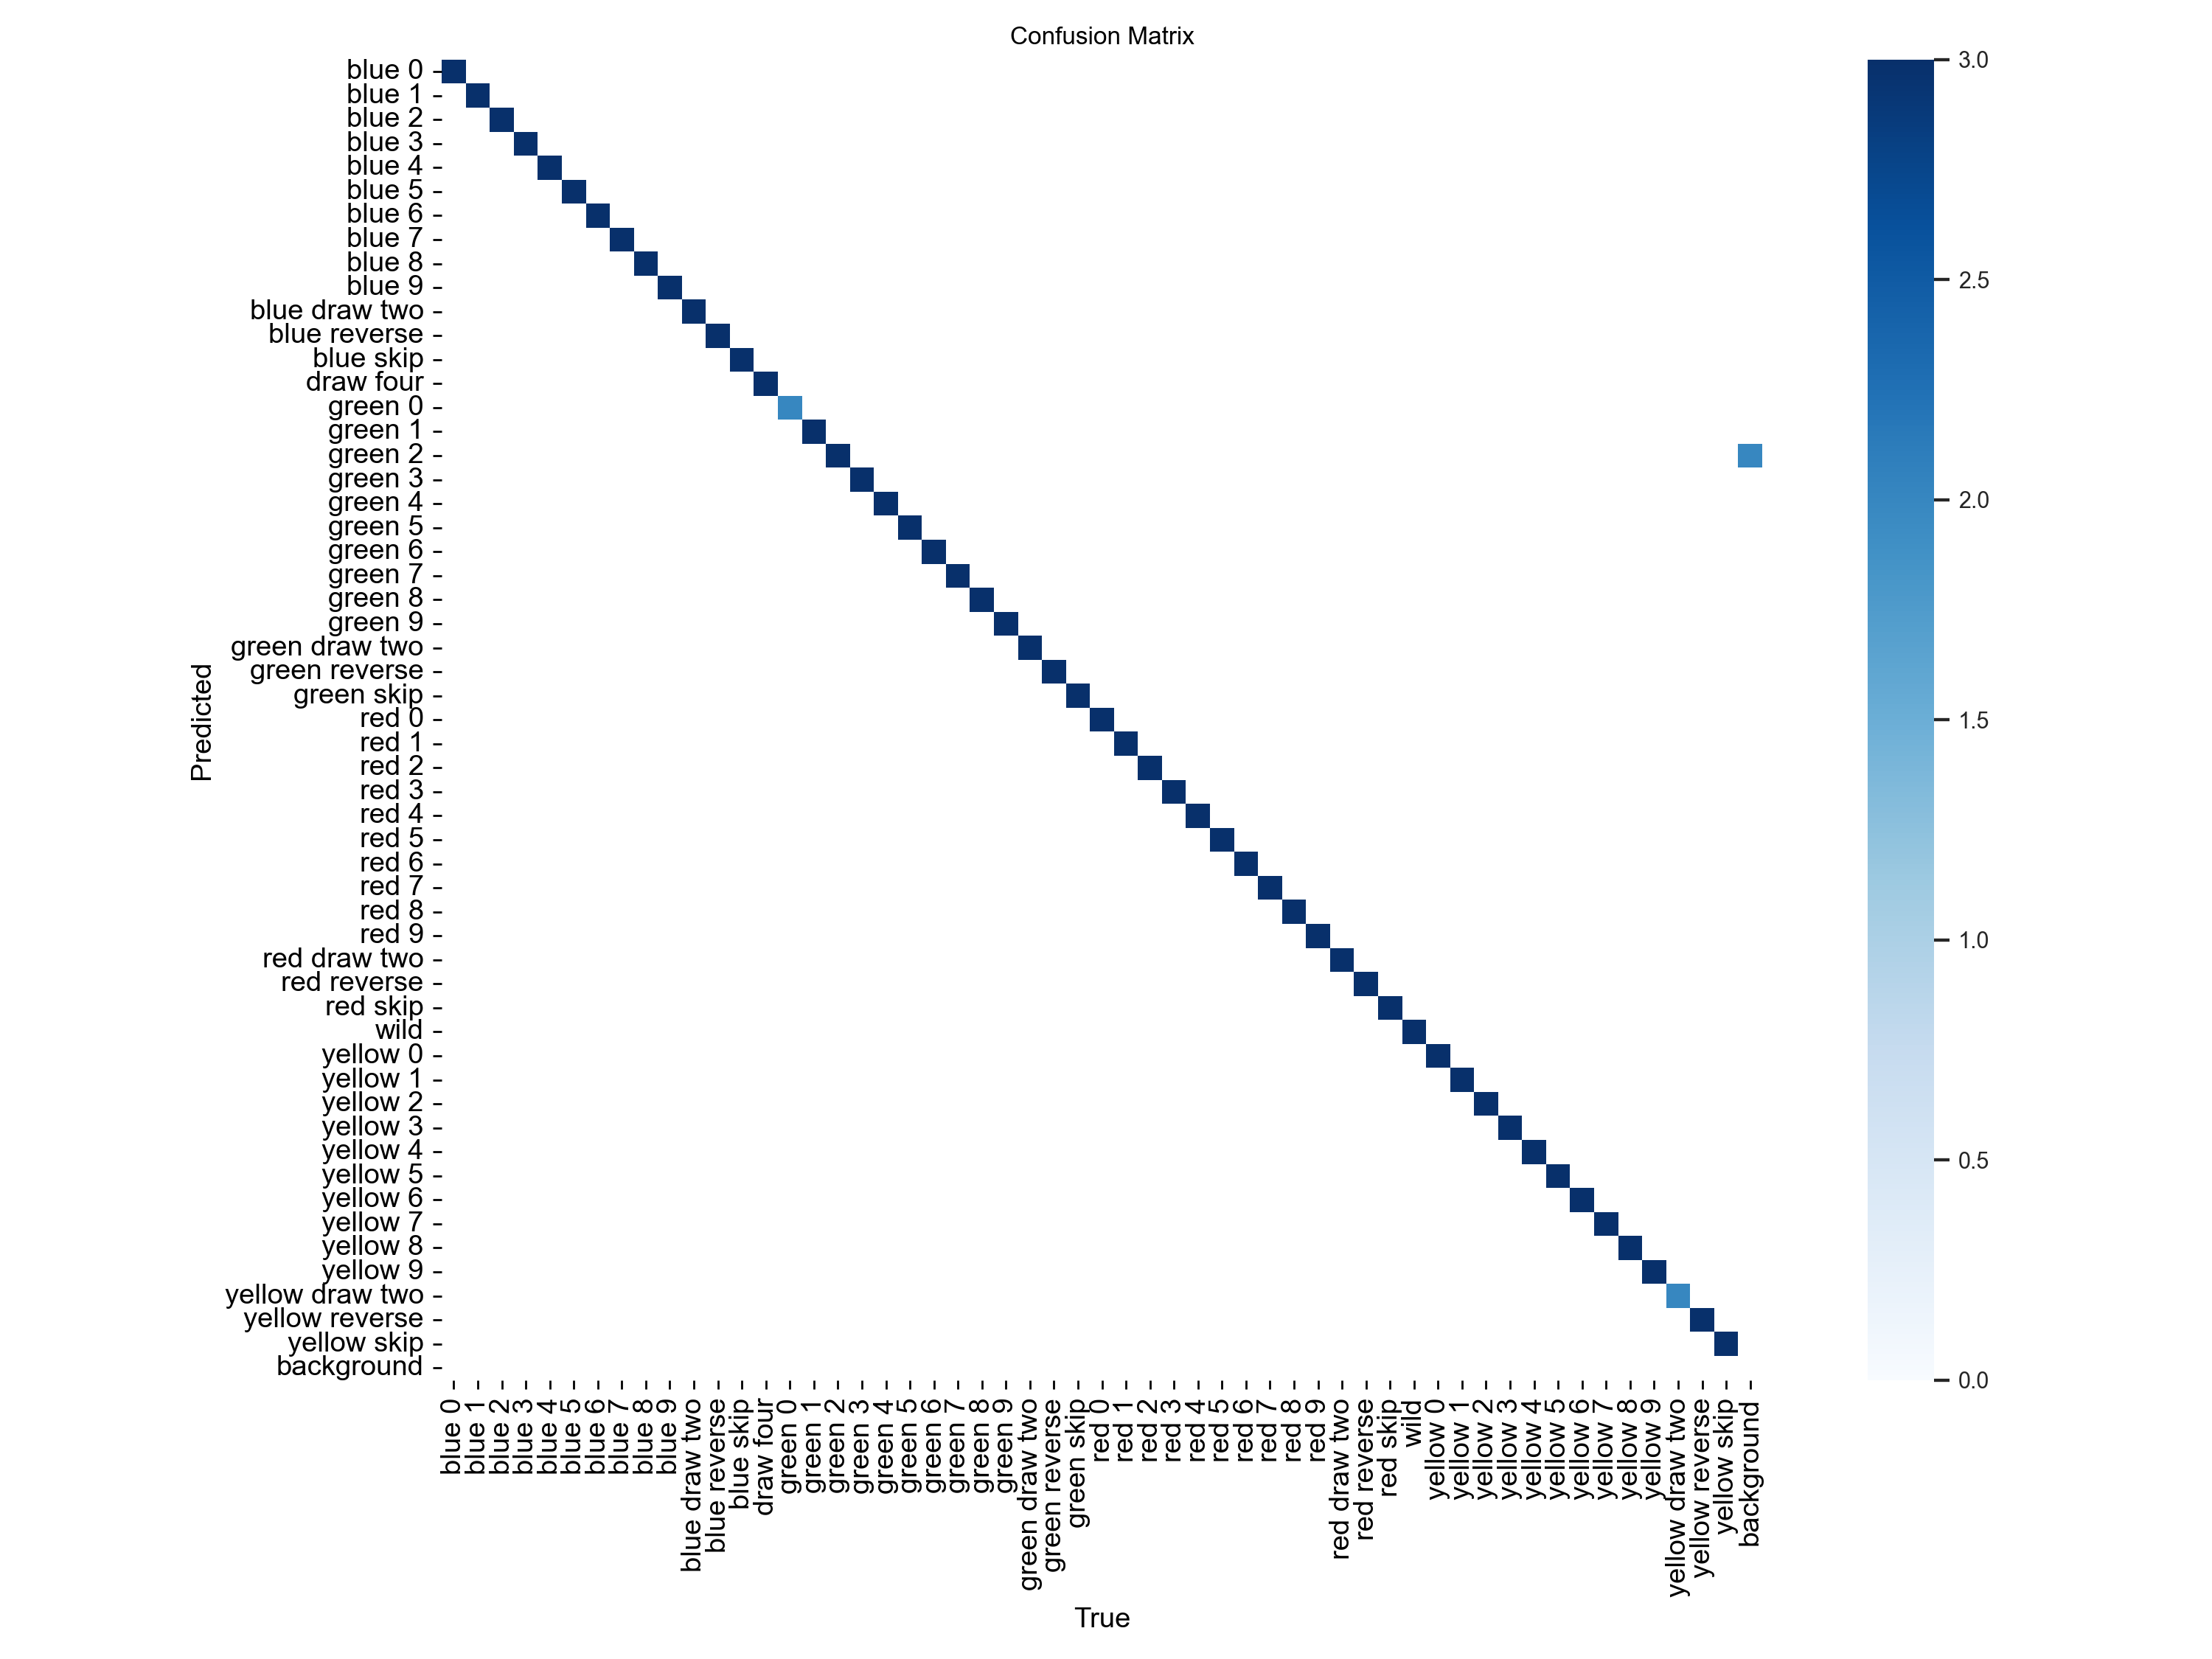 Confusion Matrix
blue 0
blue 1
blue 2
blue 3
blue 4
blue 5
blue 6
blue 7
blue 8
blue 9
blue draw two
blue reverse
blue skip
draw four
green 0
green 1
green 2
green 3
green 4
green 5
green 6
green 7
green 8
green 9
green draw two
green reverse
green skip
red 0
red 1
red 2
red 3
red 4
red 5
red 6
red 7
red 8
red 9
red draw two
red reverse
red skip
wild
yellow 0
yellow 1
yellow 2
yellow 3
yellow 4
yellow 5
yellow 6
yellow 7
yellow 8
yellow 9
yellow draw two
yellow reverse
yellow skip
background
Predicted
blue 0
blue 1
blue 2
blue 3
blue 4
blue 5
blue 6
blue 7
blue 8
blue 9
blue draw two
blue reverse
blue skip
draw four
green 0
green 1
green 2
green 3
green 4
green 5
green 6
green 7
green 8
green 9
green draw two
green reverse
green skip
red 0
red 1
red 2
red 3
red 4
red 5
red 6
red 7
red 8
red 9
red draw two
red reverse
red skip
wild
yellow 0
yellow 1
yellow 2
yellow 3
yellow 4
yellow 5
yellow 6
yellow 7
yellow 8
yellow 9
yellow draw two
yellow reverse
yellow skip
background
True
3.0
2.5
2.0
1.5
1.0
0.5
0.0